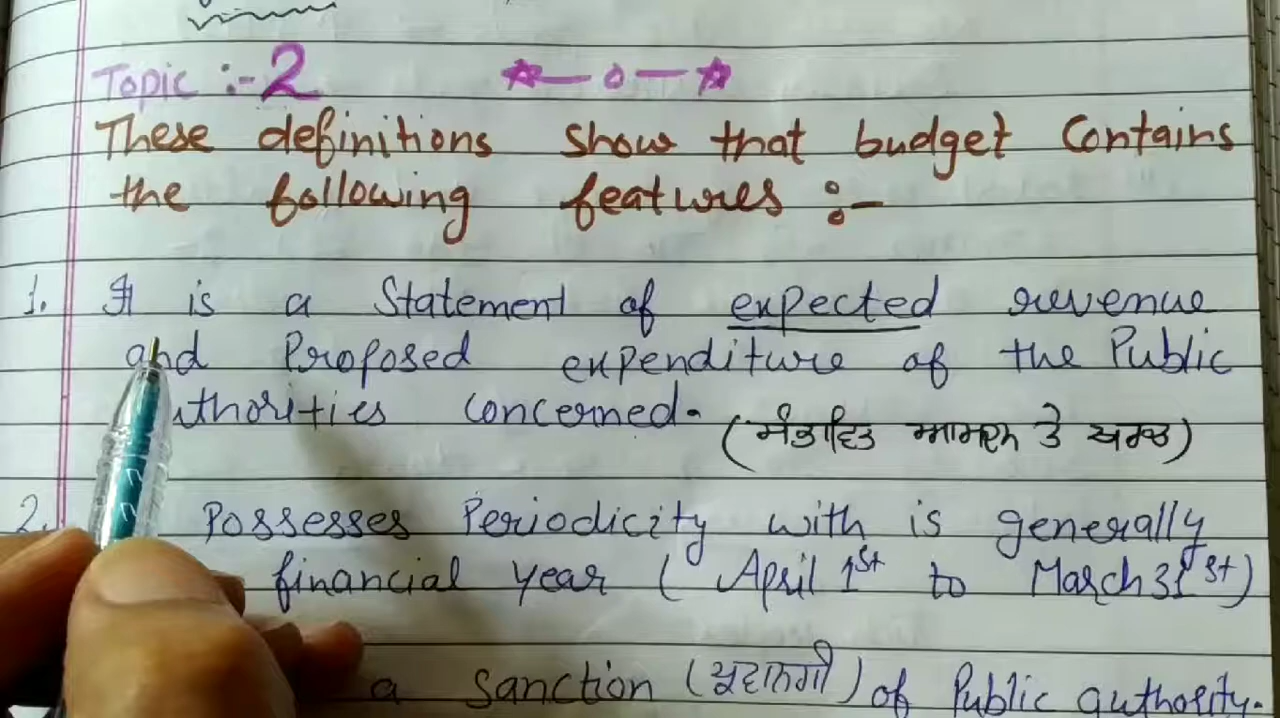 Topic :- 2
These definitions show that budget Contains
the following features :-
1. It is a Statement of expected revenue
and Proposed expenditure of the Public
uthorities Concerned.
(ਸੰਭਾਵਿਤ ਆਮਦਨ ਤੇ ਖਰਚ)
2. Possesses Periodicity with is generally
financial year ( April 1st to March 31st)
a Sanction ( ) of Public authority.